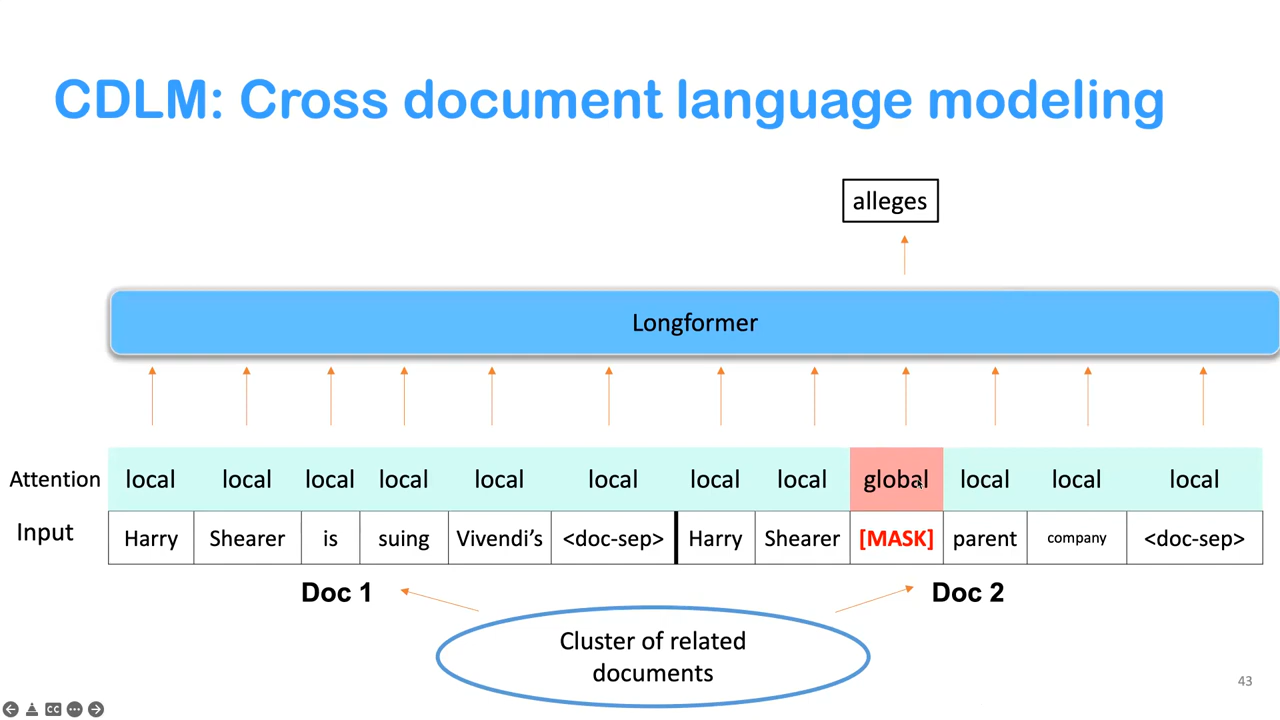 CDLM: Cross document language modeling
alleges
Longformer
Attention local local local local local local local local global local local local
Input Harry Shearer is suing Vivendi’s <doc-sep> Harry Shearer [MASK] parent company <doc-sep>
Doc 1 Doc 2
Cluster of related
documents
43
CC